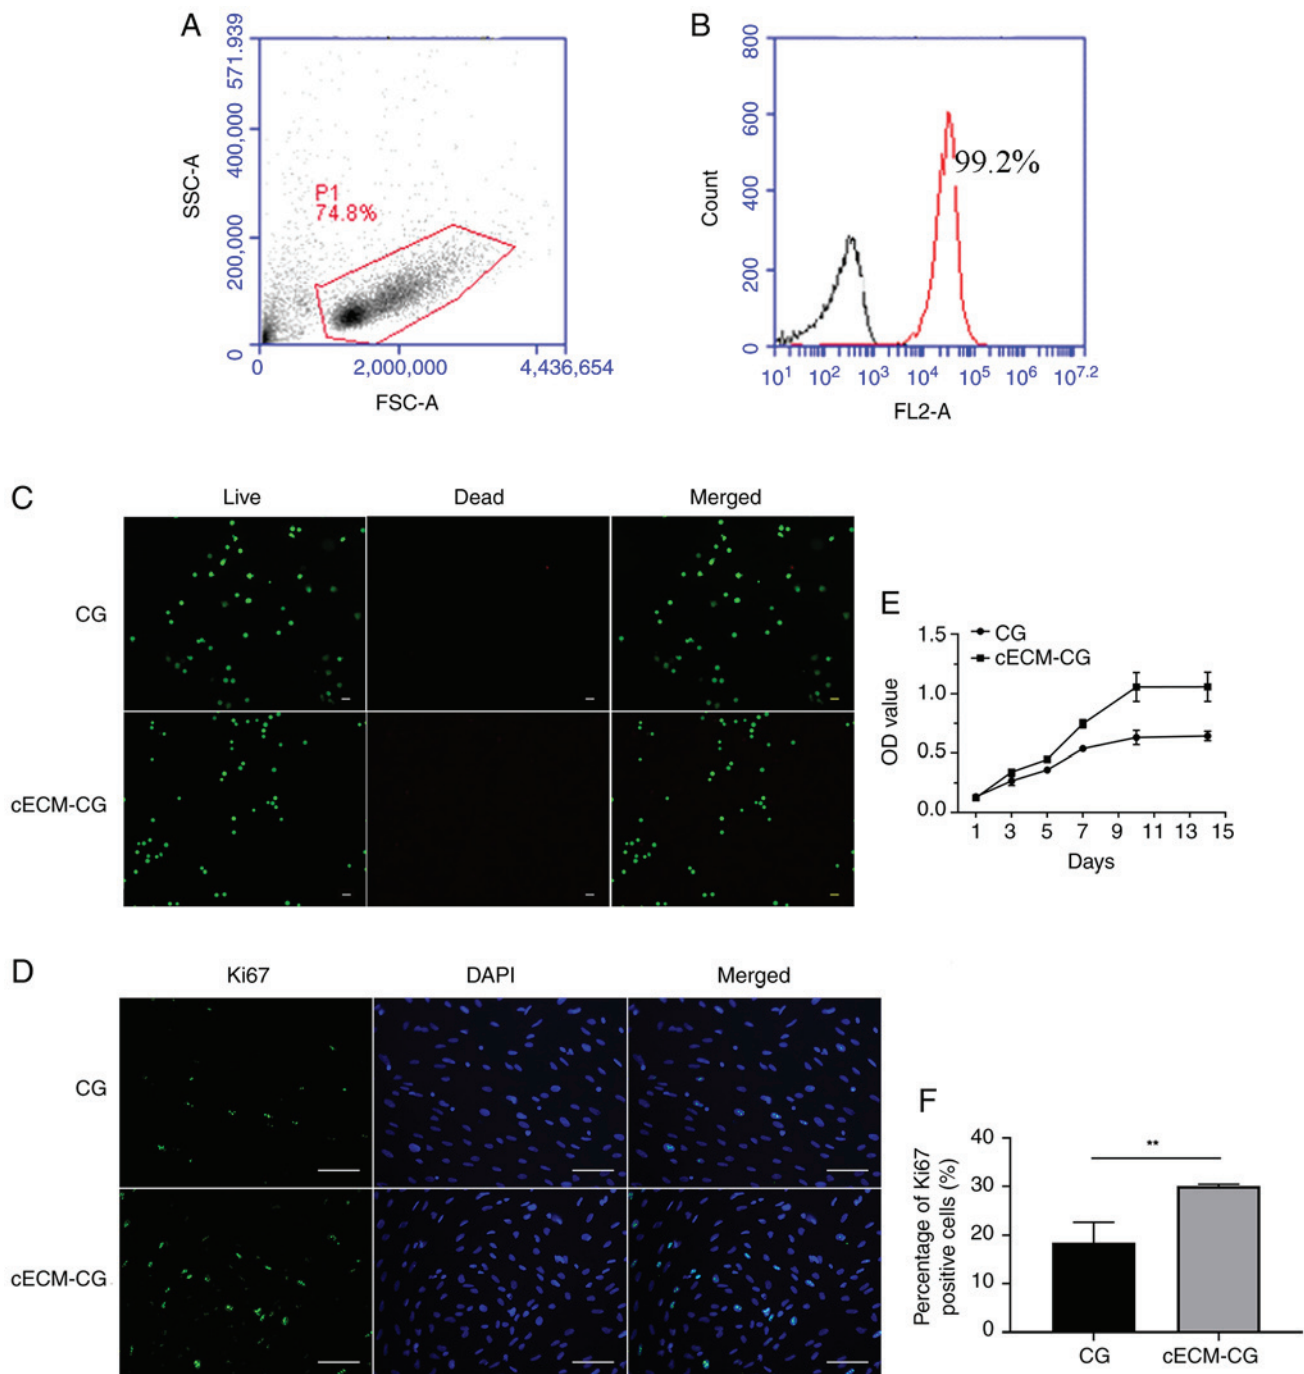 A
571.939
400,000
200,000
0
SSC-A
P1
74.8%
0
2,000,000
4,436,654
FSC-A
B
800
600
400
200
0
Count
99.2%
10¹
10²
10³
10⁴
10⁵
10⁶
10⁷·²
FL2-A
C
Live
Dead
Merged
CG
cECM-CG
E
1.5
1.0
0.5
0.0
OD value
CG
cECM-CG
1
3
5
7
9
11
13
15
Days
D
Ki67
DAPI
Merged
CG
cECM-CG
F
40
30
20
10
0
Percentage of Ki67
positive cells (%)
**
CG
cECM-CG